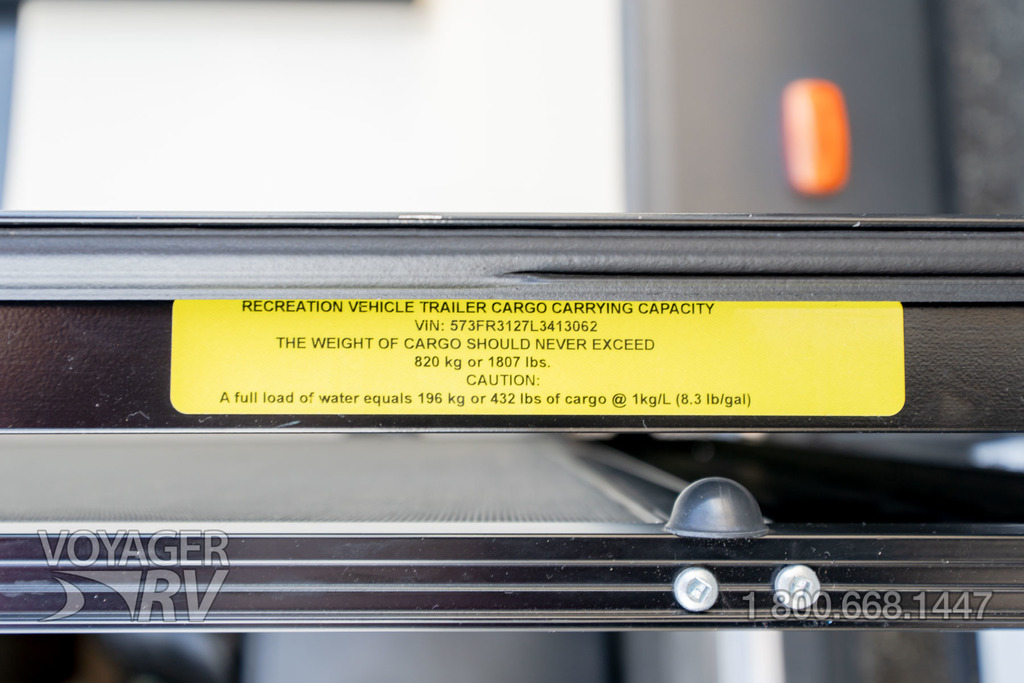 RECREATION VEHICLE TRAILER CARGO CARRYING CAPACITY
VIN: 573FR3127L3413062
THE WEIGHT OF CARGO SHOULD NEVER EXCEED
820 kg or 1807 lbs.
CAUTION:
A full load of water equals 196 kg or 432 lbs of cargo @ 1kg/L (8.3 lb/gal)
VOYAGER
RV
1.800.668.1447